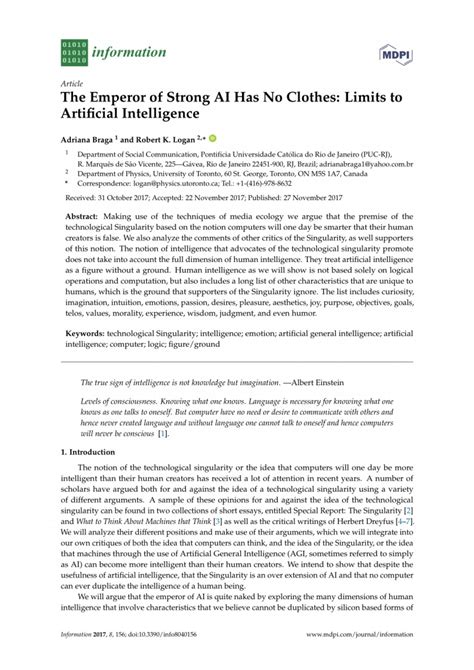 01010
01010
01010
information
MDPI
Article
The Emperor of Strong AI Has No Clothes: Limits to
Artificial Intelligence
Adriana Braga 1 and Robert K. Logan 2,*
1 Department of Social Communication, Pontifícia Universidade Católica do Rio de Janeiro (PUC-RJ),
R. Marquês de São Vicente, 225—Gávea, Rio de Janeiro 22451-900, RJ, Brazil; adrianabraga1@yahoo.com.br
2 Department of Physics, University of Toronto, 60 St. George, Toronto, ON M5S 1A7, Canada
* Correspondence: logan@physics.utoronto.ca; Tel.: +1-(416)-978-8632
Received: 31 October 2017; Accepted: 22 November 2017; Published: 27 November 2017
Abstract: Making use of the techniques of media ecology we argue that the premise of the
technological Singularity based on the notion computers will one day be smarter that their human
creators is false. We also analyze the comments of other critics of the Singularity, as well supporters
of this notion. The notion of intelligence that advocates of the technological singularity promote
does not take into account the full dimension of human intelligence. They treat artificial intelligence
as a figure without a ground. Human intelligence as we will show is not based solely on logical
operations and computation, but also includes a long list of other characteristics that are unique to
humans, which is the ground that supporters of the Singularity ignore. The list includes curiosity,
imagination, intuition, emotions, passion, desires, pleasure, aesthetics, joy, purpose, objectives, goals,
telos, values, morality, experience, wisdom, judgment, and even humor.
Keywords: technological Singularity; intelligence; emotion; artificial general intelligence; artificial
intelligence; computer; logic; figure/ground
The true sign of intelligence is not knowledge but imagination. —Albert Einstein
Levels of consciousness. Knowing what one knows. Language is necessary for knowing what one
knows as one talks to oneself. But computer have no need or desire to communicate with others and
hence never created language and without language one cannot talk to oneself and hence computers
will never be conscious [1].
1. Introduction
The notion of the technological singularity or the idea that computers will one day be more
intelligent than their human creators has received a lot of attention in recent years. A number of
scholars have argued both for and against the idea of a technological singularity using a variety
of different arguments. A sample of these opinions for and against the idea of the technological
singularity can be found in two collections of short essays, entitled Special Report: The Singularity [2]
and What to Think About Machines that Think [3] as well as the critical writings of Herbert Dreyfus [4–7].
We will analyze their different positions and make use of their arguments, which we will integrate into
our own critiques of both the idea that computers can think, and the idea of the Singularity, or the idea
that machines through the use of Artificial General Intelligence (AGI, sometimes referred to simply
as AI) can become more intelligent than their human creators. We intend to show that despite the
usefulness of artificial intelligence, that the Singularity is an over extension of AI and that no computer
can ever duplicate the intelligence of a human being.
We will argue that the emperor of AI is quite naked by exploring the many dimensions of human
intelligence that involve characteristics that we believe cannot be duplicated by silicon based forms of
Information 2017, 8, 156; doi:10.3390/info8040156
www.mdpi.com/journal/information